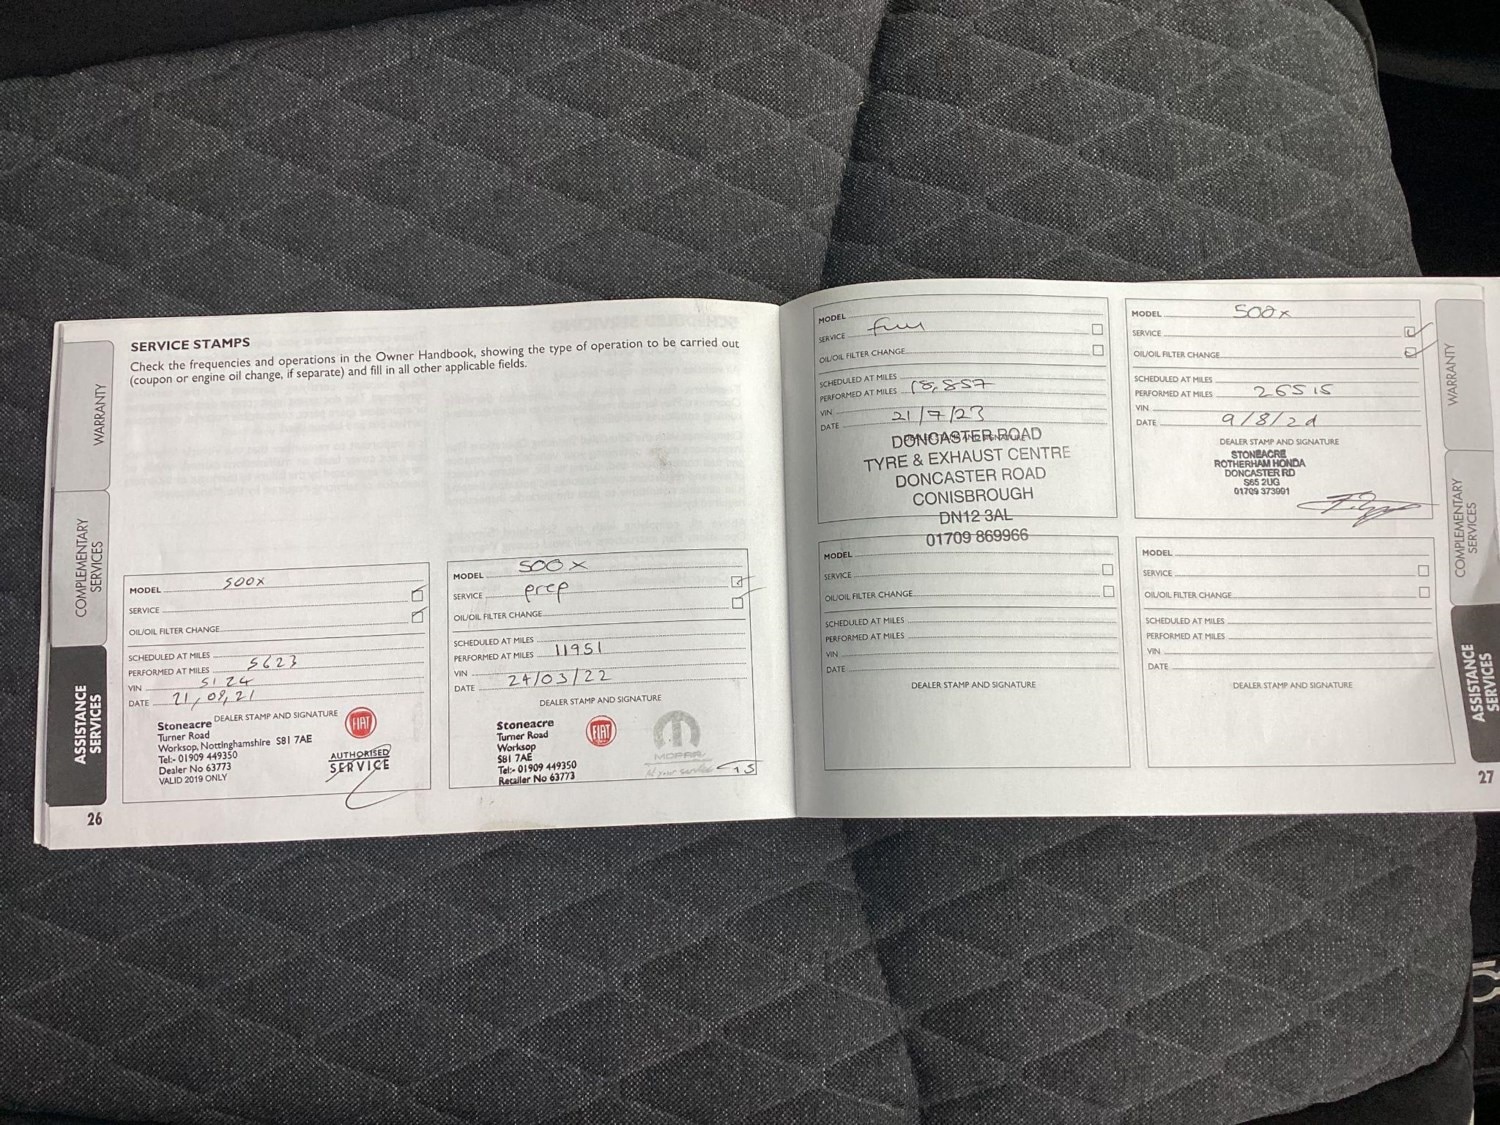 SERVICE STAMPS
Check the frequencies and operations in the Owner Handbook, showing the type of operation to be carried out
(coupon or engine oil change, if separate) and fill in all other applicable fields.
WARRANTY
COMPLEMENTARY
SERVICES
ASSISTANCE
SERVICES
MODEL 500x
SERVICE
OIL/OIL FILTER CHANGE
SCHEDULED AT MILES
PERFORMED AT MILES 5623
VIN 5124
DATE 21,09,21
DEALER STAMP AND SIGNATURE
Stoneacre
Turner Road
Worksop, Nottinghamshire S81 7AE
Tel:- 01909 449350
Dealer No 63773
VALID 2019 ONLY
FIAT
AUTHORISED
SERVICE
26
MODEL 500x
SERVICE prep
OIL/OIL FILTER CHANGE
SCHEDULED AT MILES
PERFORMED AT MILES 11951
VIN
DATE 24/03/22
DEALER STAMP AND SIGNATURE
Stoneacre
Turner Road
Worksop
S81 7AE
Tel:- 01909 449350
Retailer No 63773
FIAT
MOPAR
MODEL
SERVICE full
OIL/OIL FILTER CHANGE
SCHEDULED AT MILES
PERFORMED AT MILES 18,857
VIN
DATE 21/7/23
DONCASTER ROAD
TYRE & EXHAUST CENTRE
DONCASTER ROAD
CONISBROUGH
DN12 3AL
01709 869966
MODEL 500x
SERVICE
OIL/OIL FILTER CHANGE
SCHEDULED AT MILES
PERFORMED AT MILES 26515
VIN
DATE 9/8/24
DEALER STAMP AND SIGNATURE
STONEACRE
ROTHERHAM HONDA
DONCASTER RD
S65 2UG
01709 373991
MODEL
SERVICE
OIL/OIL FILTER CHANGE
SCHEDULED AT MILES
PERFORMED AT MILES
VIN
DATE
DEALER STAMP AND SIGNATURE
MODEL
SERVICE
OIL/OIL FILTER CHANGE
SCHEDULED AT MILES
PERFORMED AT MILES
VIN
DATE
DEALER STAMP AND SIGNATURE
WARRANTY
COMPLEMENTARY
SERVICES
ASSISTANCE
SERVICES
27